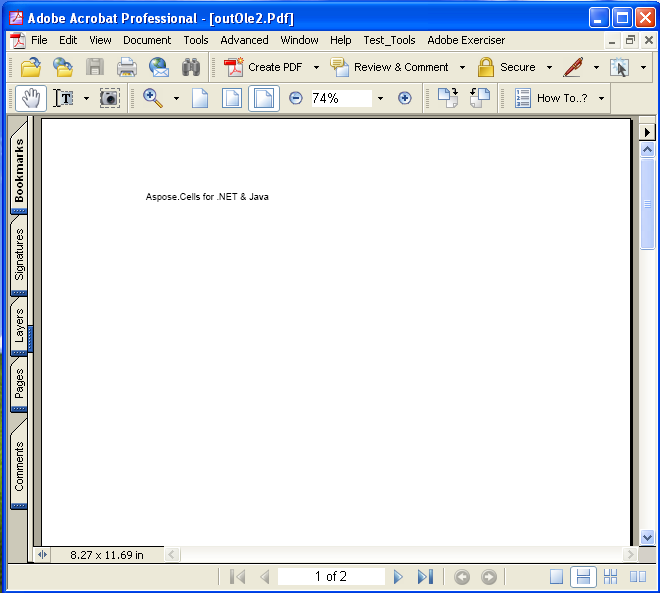 Adobe Acrobat Professional - [outOle2.Pdf]
File Edit View Document Tools Advanced Window Help Test_Tools Adobe Exerciser
Create PDF Review & Comment Secure
T 74% How To..?
Bookmarks
Signatures
Layers
Pages
Comments
Aspose.Cells for .NET & Java
8.27 x 11.69 in
1 of 2